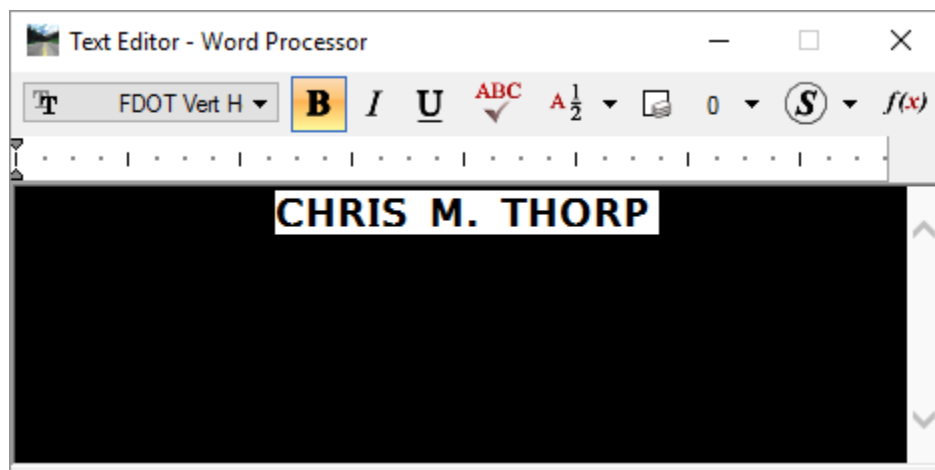 Text Editor - Word Processor
FDOT Vert H B I U ABC A½ 0 S f(x)
CHRIS M. THORP